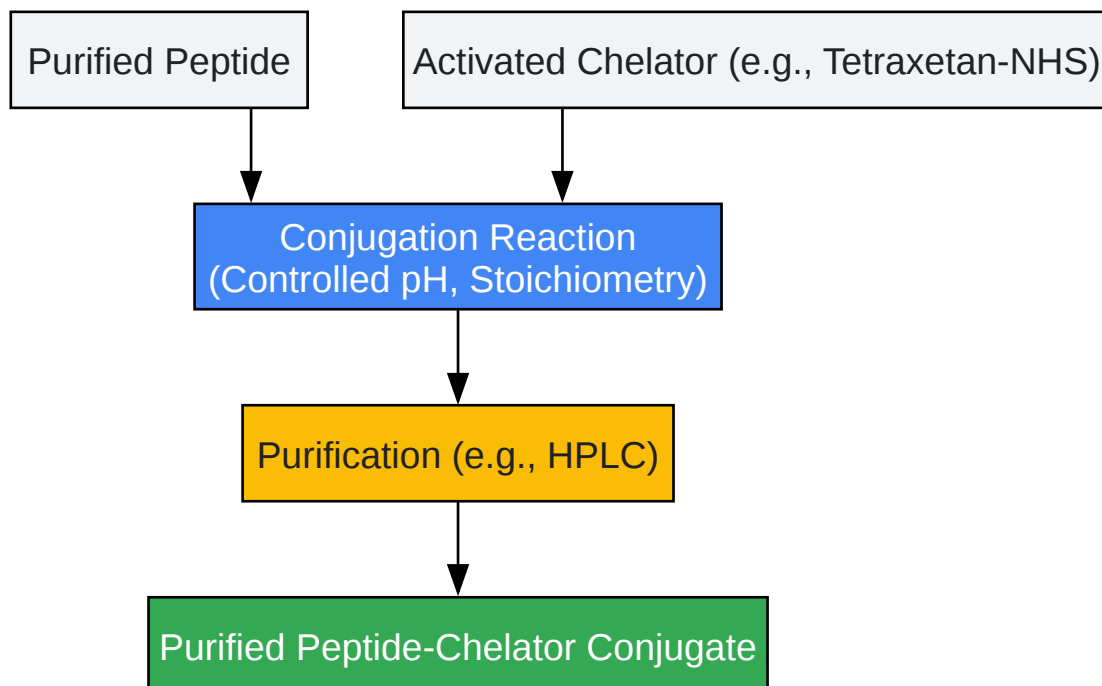 Purified Peptide
Activated Chelator (e.g., Tetraxetan-NHS)
Conjugation Reaction
(Controlled pH, Stoichiometry)
Purification (e.g., HPLC)
Purified Peptide-Chelator Conjugate